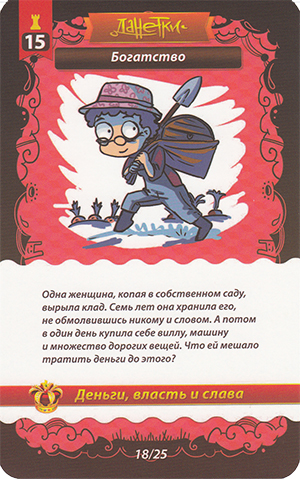 ДАНЕТКИ
15
Богатство
Одна женщина, копая в собственном саду,
вырыла клад. Семь лет она хранила его,
не обмолвившись никому и словом. А потом
в один день купила себе виллу, машину
и множество дорогих вещей. Что ей мешало
тратить деньги до этого?
Деньги, власть и слава
18/25